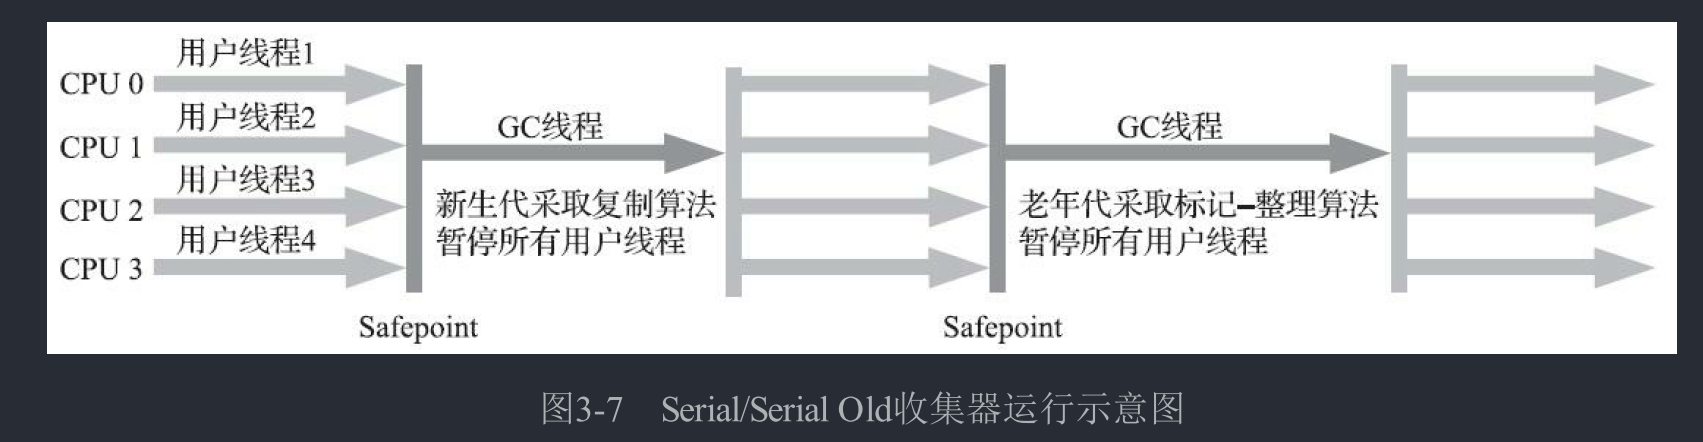 用户线程1
CPU 0
用户线程2
CPU 1
用户线程3
CPU 2
用户线程4
CPU 3
GC线程
新生代采取复制算法
暂停所有用户线程
GC线程
老年代采取标记–整理算法
暂停所有用户线程
Safepoint
Safepoint
图3-7 Serial/Serial Old收集器运行示意图